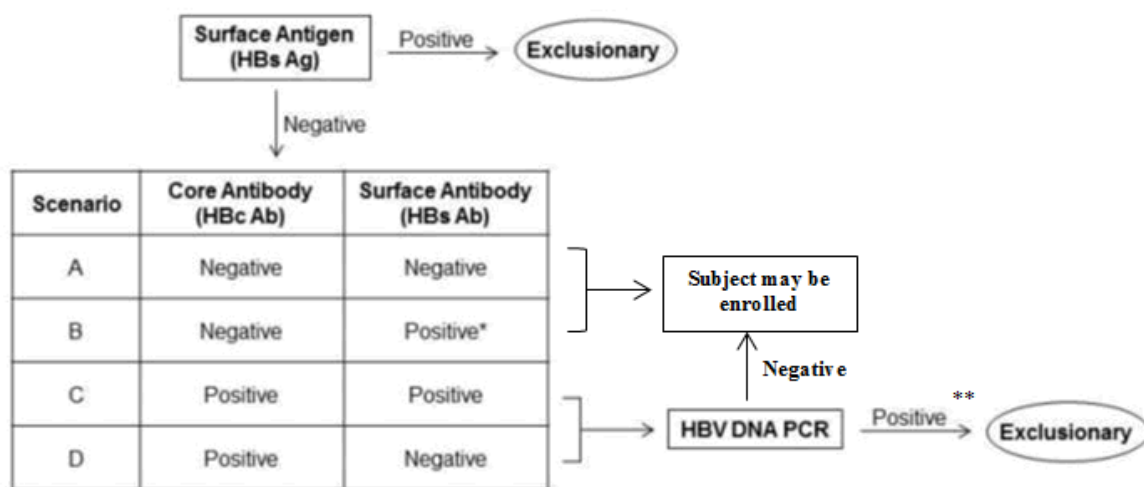 Surface Antigen
(HBs Ag)
Positive
Exclusionary
Negative
Scenario
Core Antibody
(HBc Ab)
Surface Antibody
(HBs Ab)
A
Negative
Negative
B
Negative
Positive*
C
Positive
Positive
D
Positive
Negative
Subject may be
enrolled
Negative
HBV DNA PCR
Positive **
Exclusionary